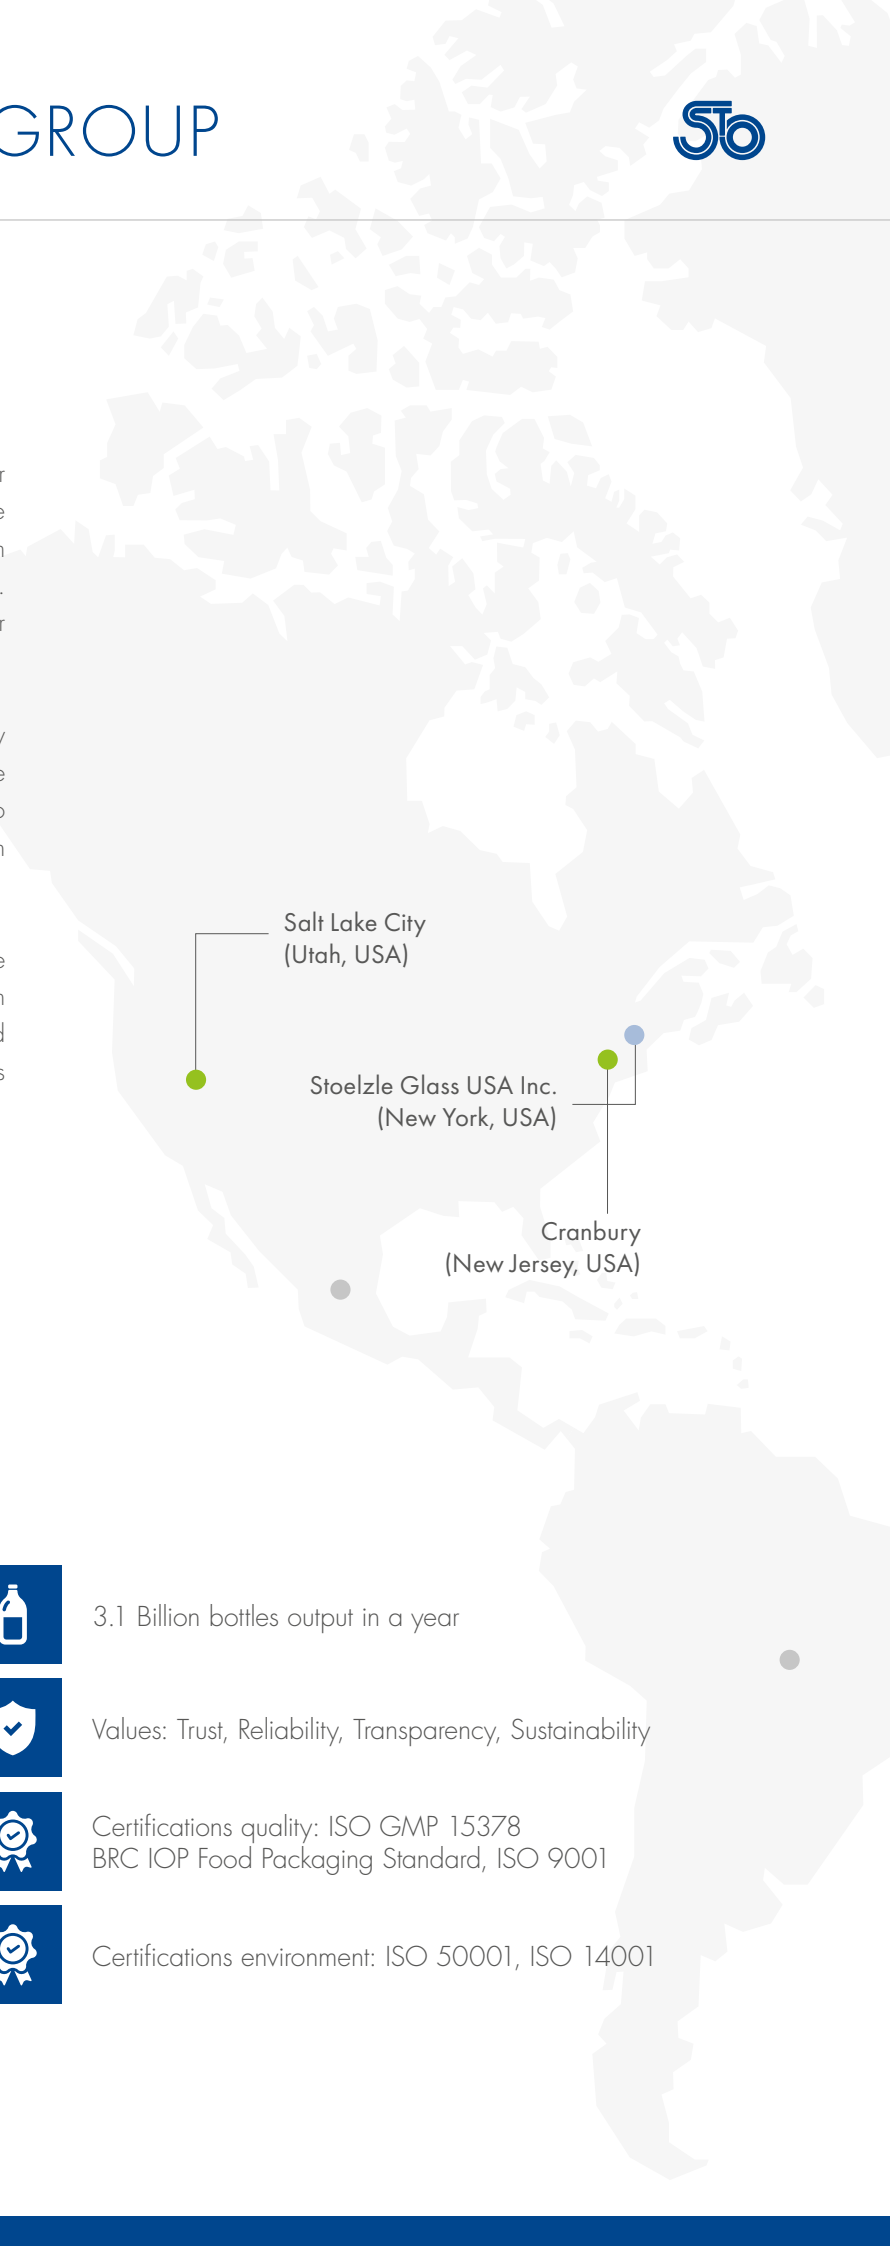 GROUP
STO
r
e
n
.
r
y
e
o
n
e
n
d
s
Salt Lake City
(Utah, USA)
Stoelzle Glass USA Inc.
(New York, USA)
Cranbury
(New Jersey, USA)
3.1 Billion bottles output in a year
Values: Trust, Reliability, Transparency, Sustainability
Certifications quality: ISO GMP 15378
BRC IOP Food Packaging Standard, ISO 9001
Certifications environment: ISO 50001, ISO 14001